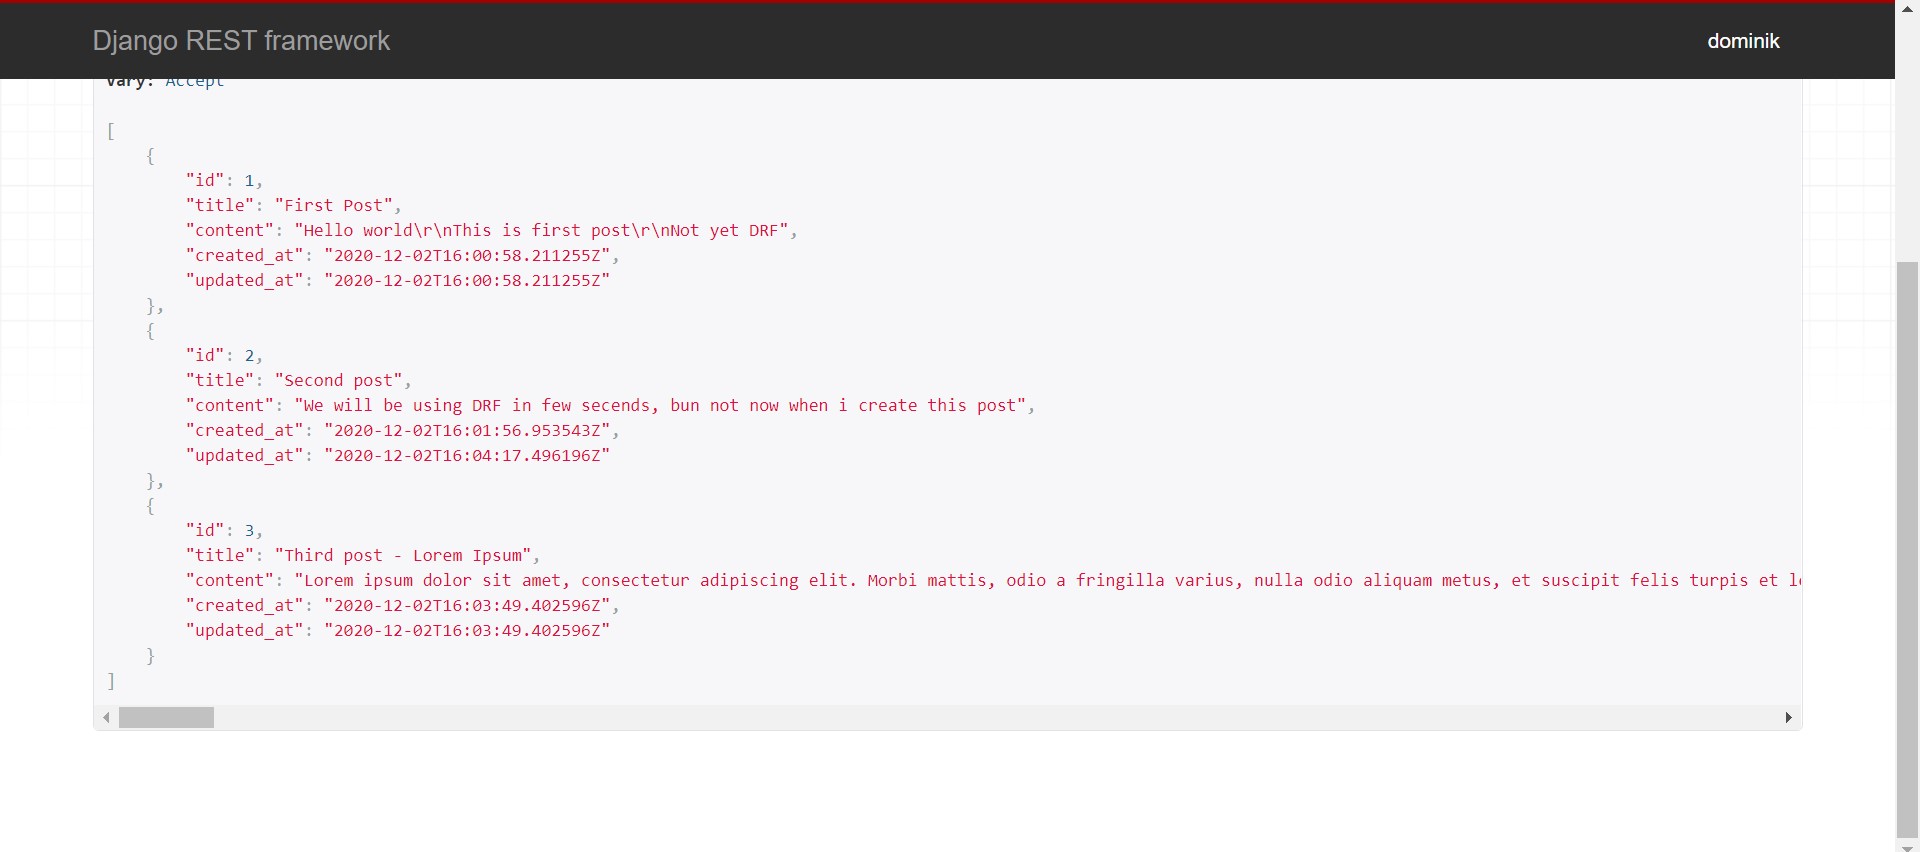 Django REST framework
dominik
Vary: Accept
[
    {
        "id": 1,
        "title": "First Post",
        "content": "Hello world\r\nThis is first post\r\nNot yet DRF",
        "created_at": "2020-12-02T16:00:58.211255Z",
        "updated_at": "2020-12-02T16:00:58.211255Z"
    },
    {
        "id": 2,
        "title": "Second post",
        "content": "We will be using DRF in few secends, bun not now when i create this post",
        "created_at": "2020-12-02T16:01:56.953543Z",
        "updated_at": "2020-12-02T16:04:17.496196Z"
    },
    {
        "id": 3,
        "title": "Third post - Lorem Ipsum",
        "content": "Lorem ipsum dolor sit amet, consectetur adipiscing elit. Morbi mattis, odio a fringilla varius, nulla odio aliquam metus, et suscipit felis turpis et
        "created_at": "2020-12-02T16:03:49.402596Z",
        "updated_at": "2020-12-02T16:03:49.402596Z"
    }
]